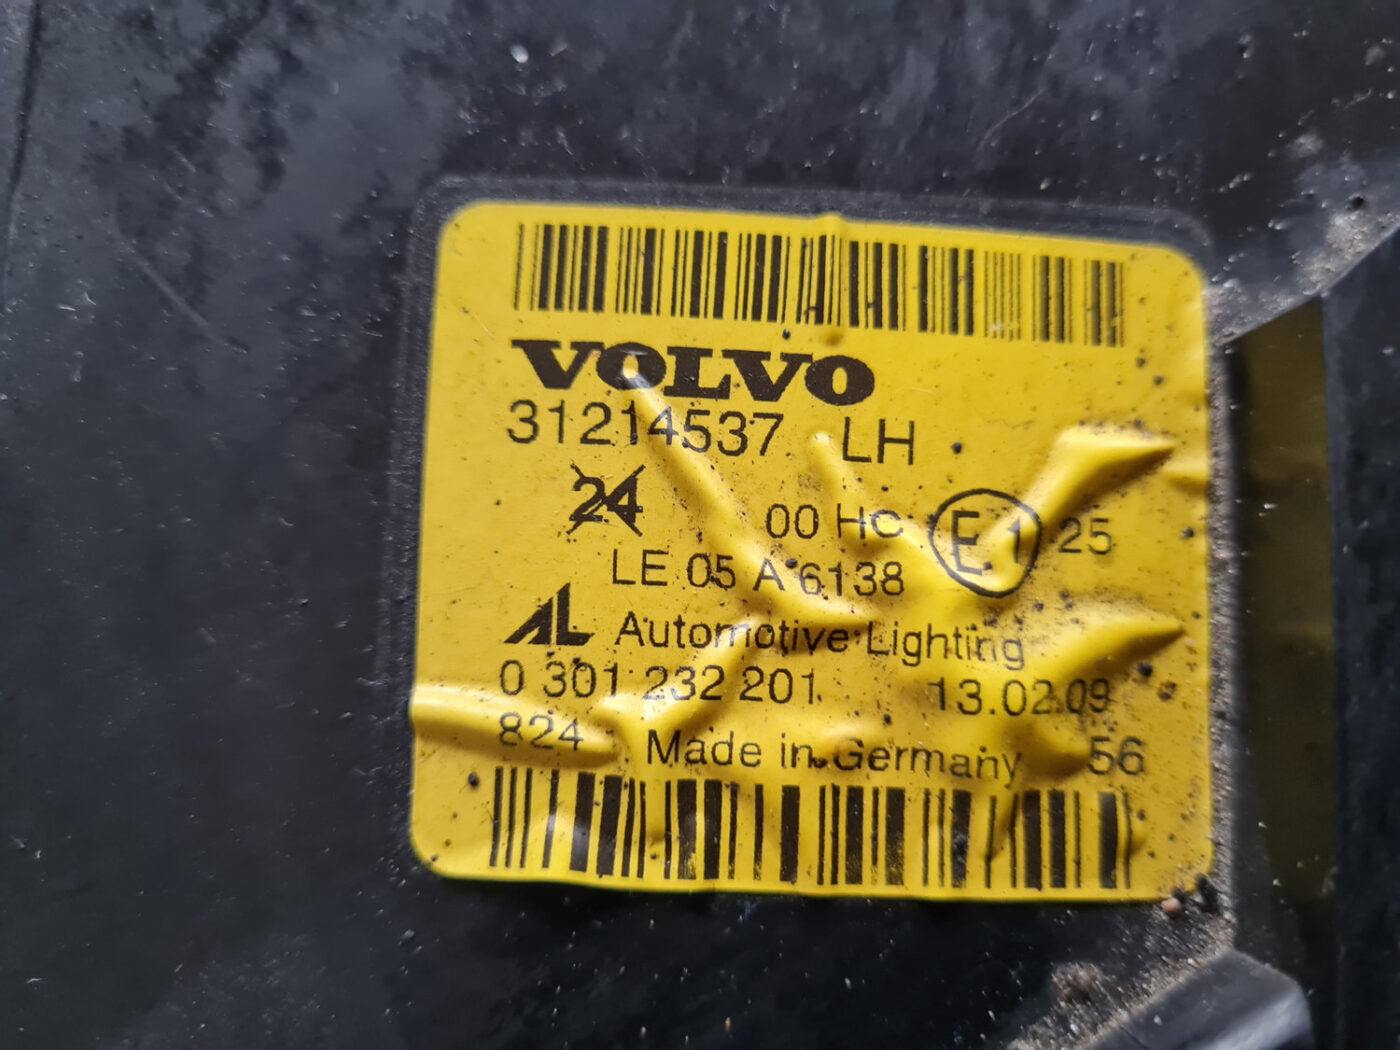 VOLVO
31214537 LH
24 00 HC E1 25
LE 05 A 6138
AL Automotive Lighting
0 301 232 201 13.02.09
824 Made in Germany 56